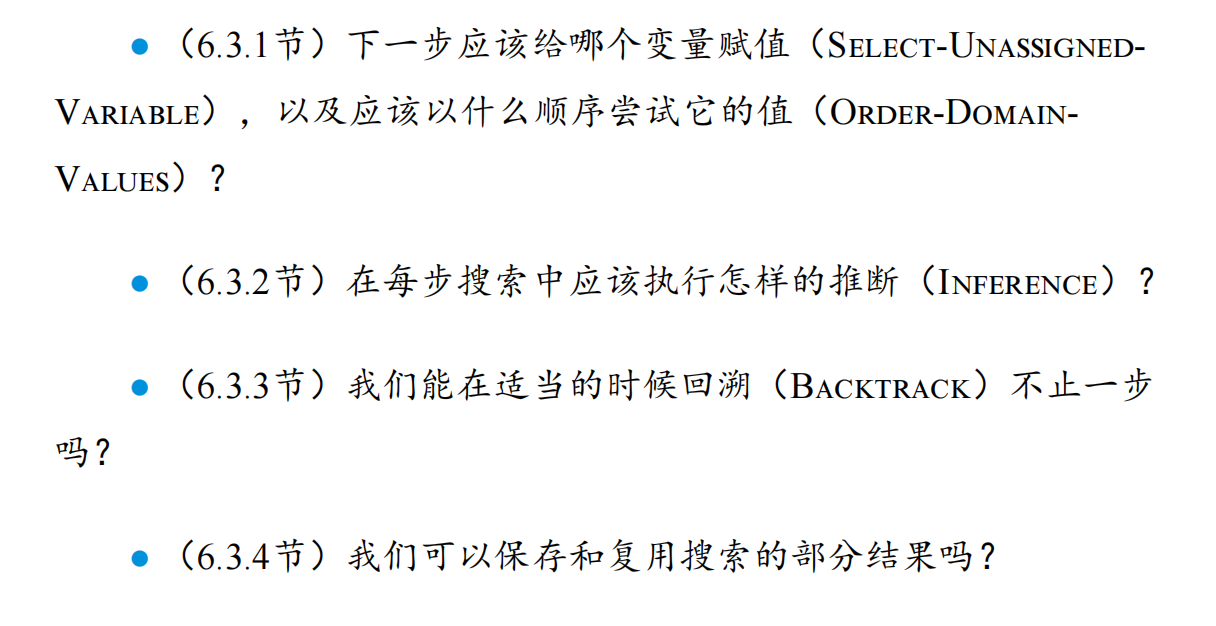 ● （6.3.1节）下一步应该给哪个变量赋值（SELECT-UNASSIGNED-
VARIABLE），以及应该以什么顺序尝试它的值（ORDER-DOMAIN-
VALUES）？
● （6.3.2节）在每步搜索中应该执行怎样的推断（INFERENCE）？
● （6.3.3节）我们能在适当的时候回溯（BACKTRACK）不止一步
吗？
● （6.3.4节）我们可以保存和复用搜索的部分结果吗？